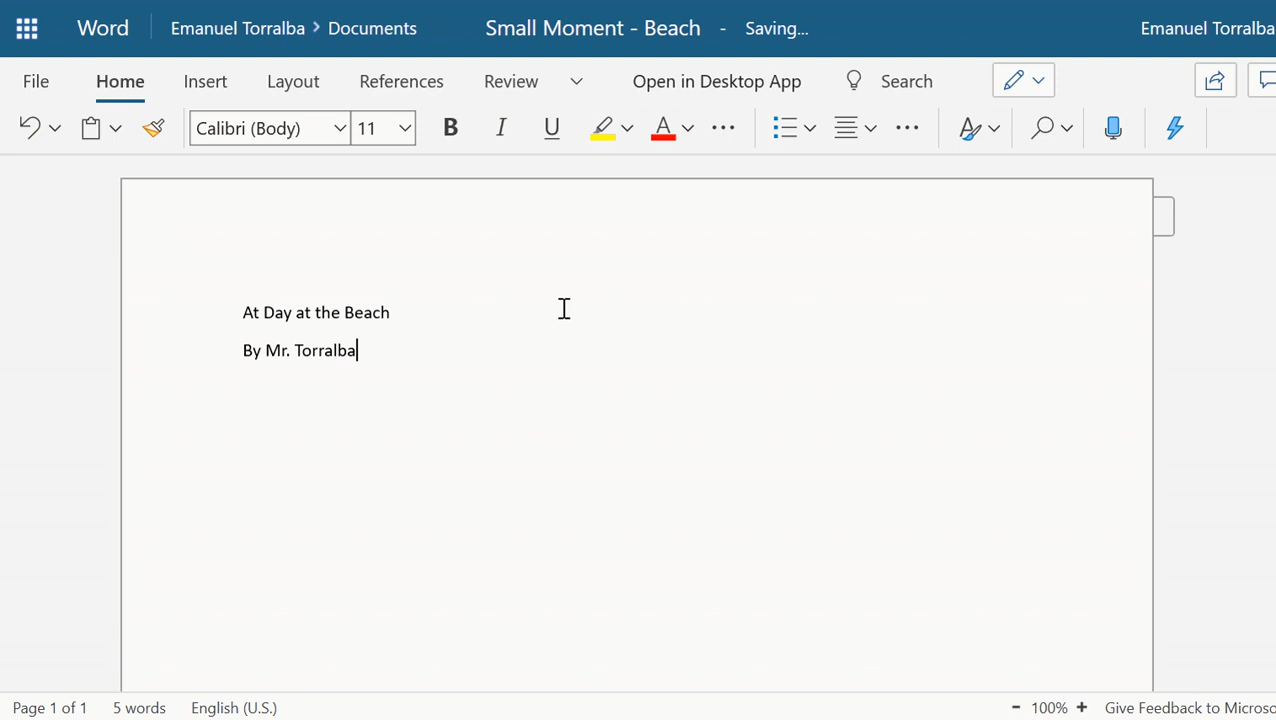 Word Emanuel Torralba > Documents Small Moment - Beach - Saving... Emanuel Torralba
File Home Insert Layout References Review Open in Desktop App Search
Calibri (Body) 11 B I U A A
At Day at the Beach
By Mr. Torralba
Page 1 of 1 5 words English (U.S.) - 100% + Give Feedback to Microso